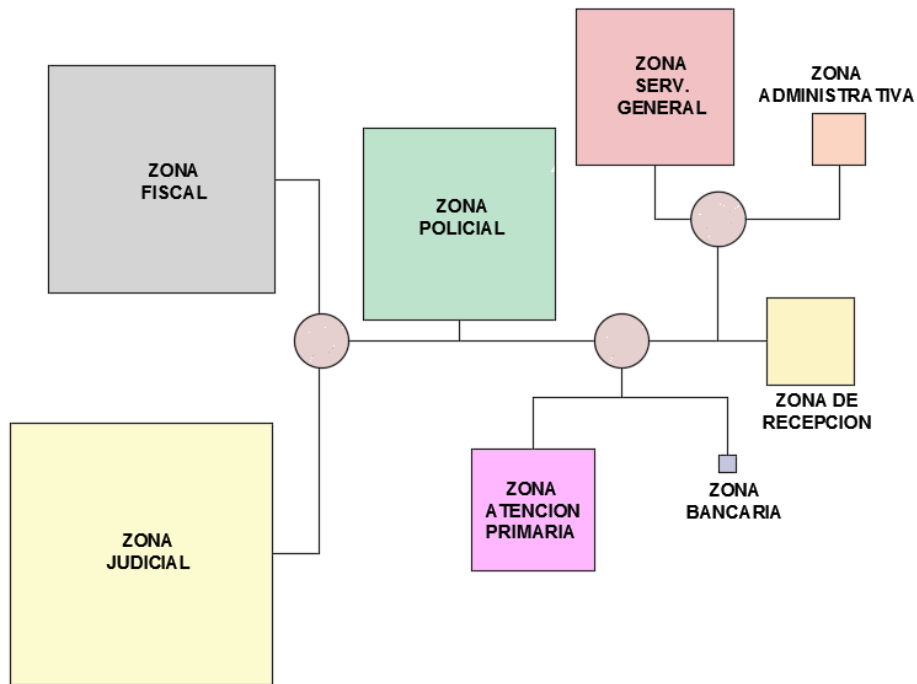 ZONA
SERV.
GENERAL
ZONA
ADMINISTRATIVA
ZONA
FISCAL
ZONA
POLICIAL
ZONA DE
RECEPCION
ZONA
ATENCION
PRIMARIA
ZONA
BANCARIA
ZONA
JUDICIAL